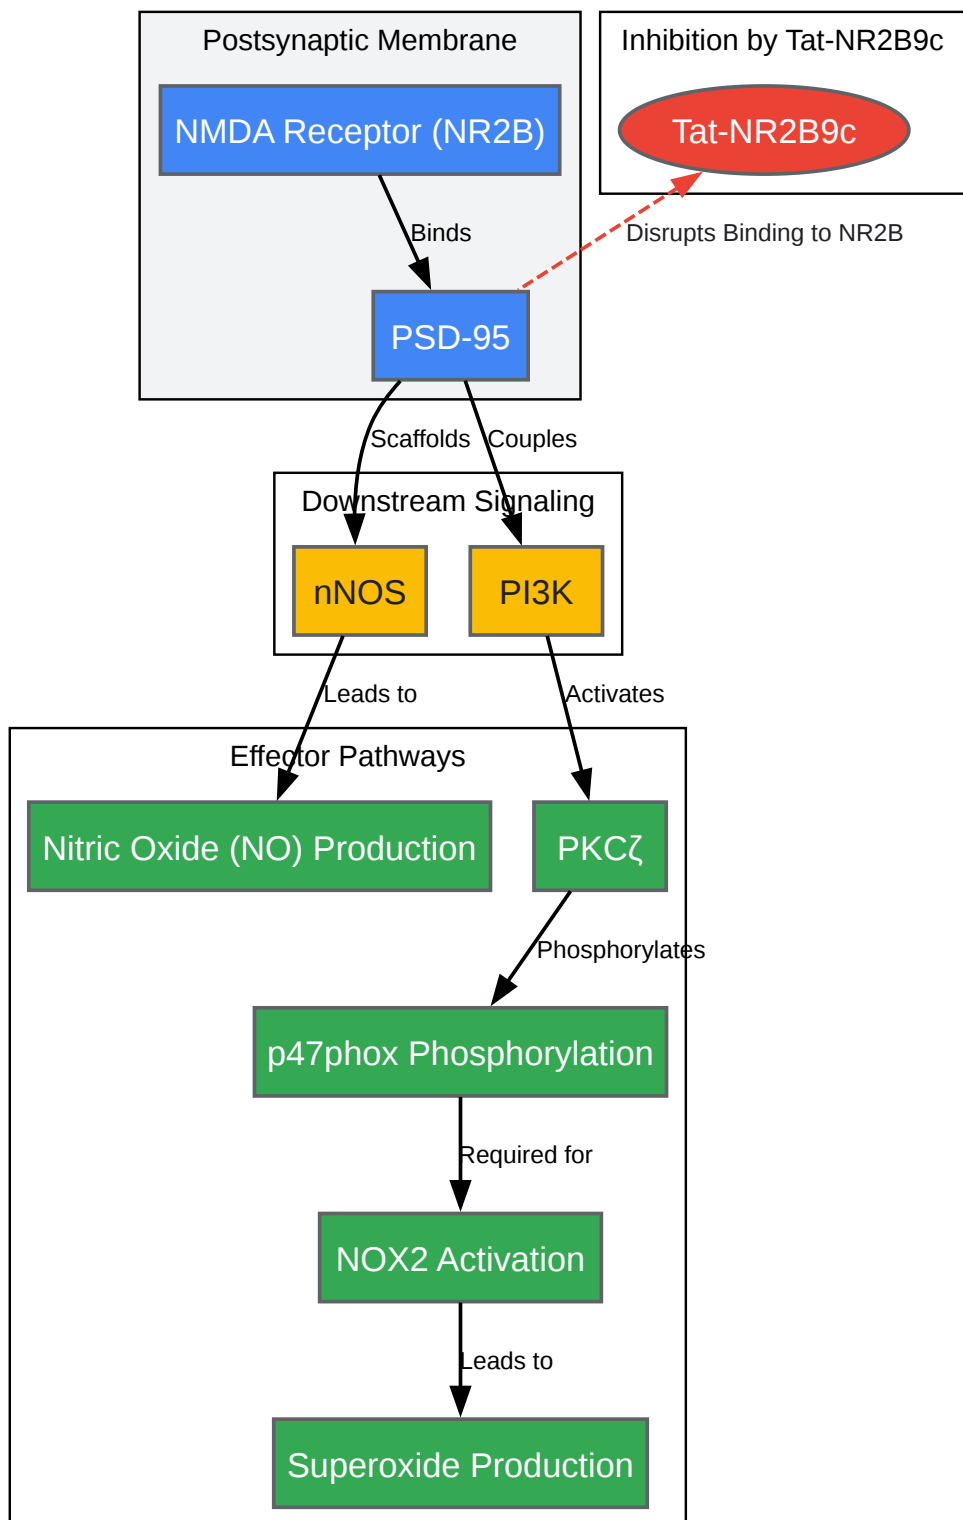 Postsynaptic Membrane
Inhibition by Tat-NR2B9c
NMDA Receptor (NR2B)
Tat-NR2B9c
Binds
Disrupts Binding to NR2B
PSD-95
Scaffolds
Couples
Downstream Signaling
nNOS
PI3K
Leads to
Activates
Effector Pathways
Nitric Oxide (NO) Production
PKCζ
Phosphorylates
p47phox Phosphorylation
Required for
NOX2 Activation
Leads to
Superoxide Production